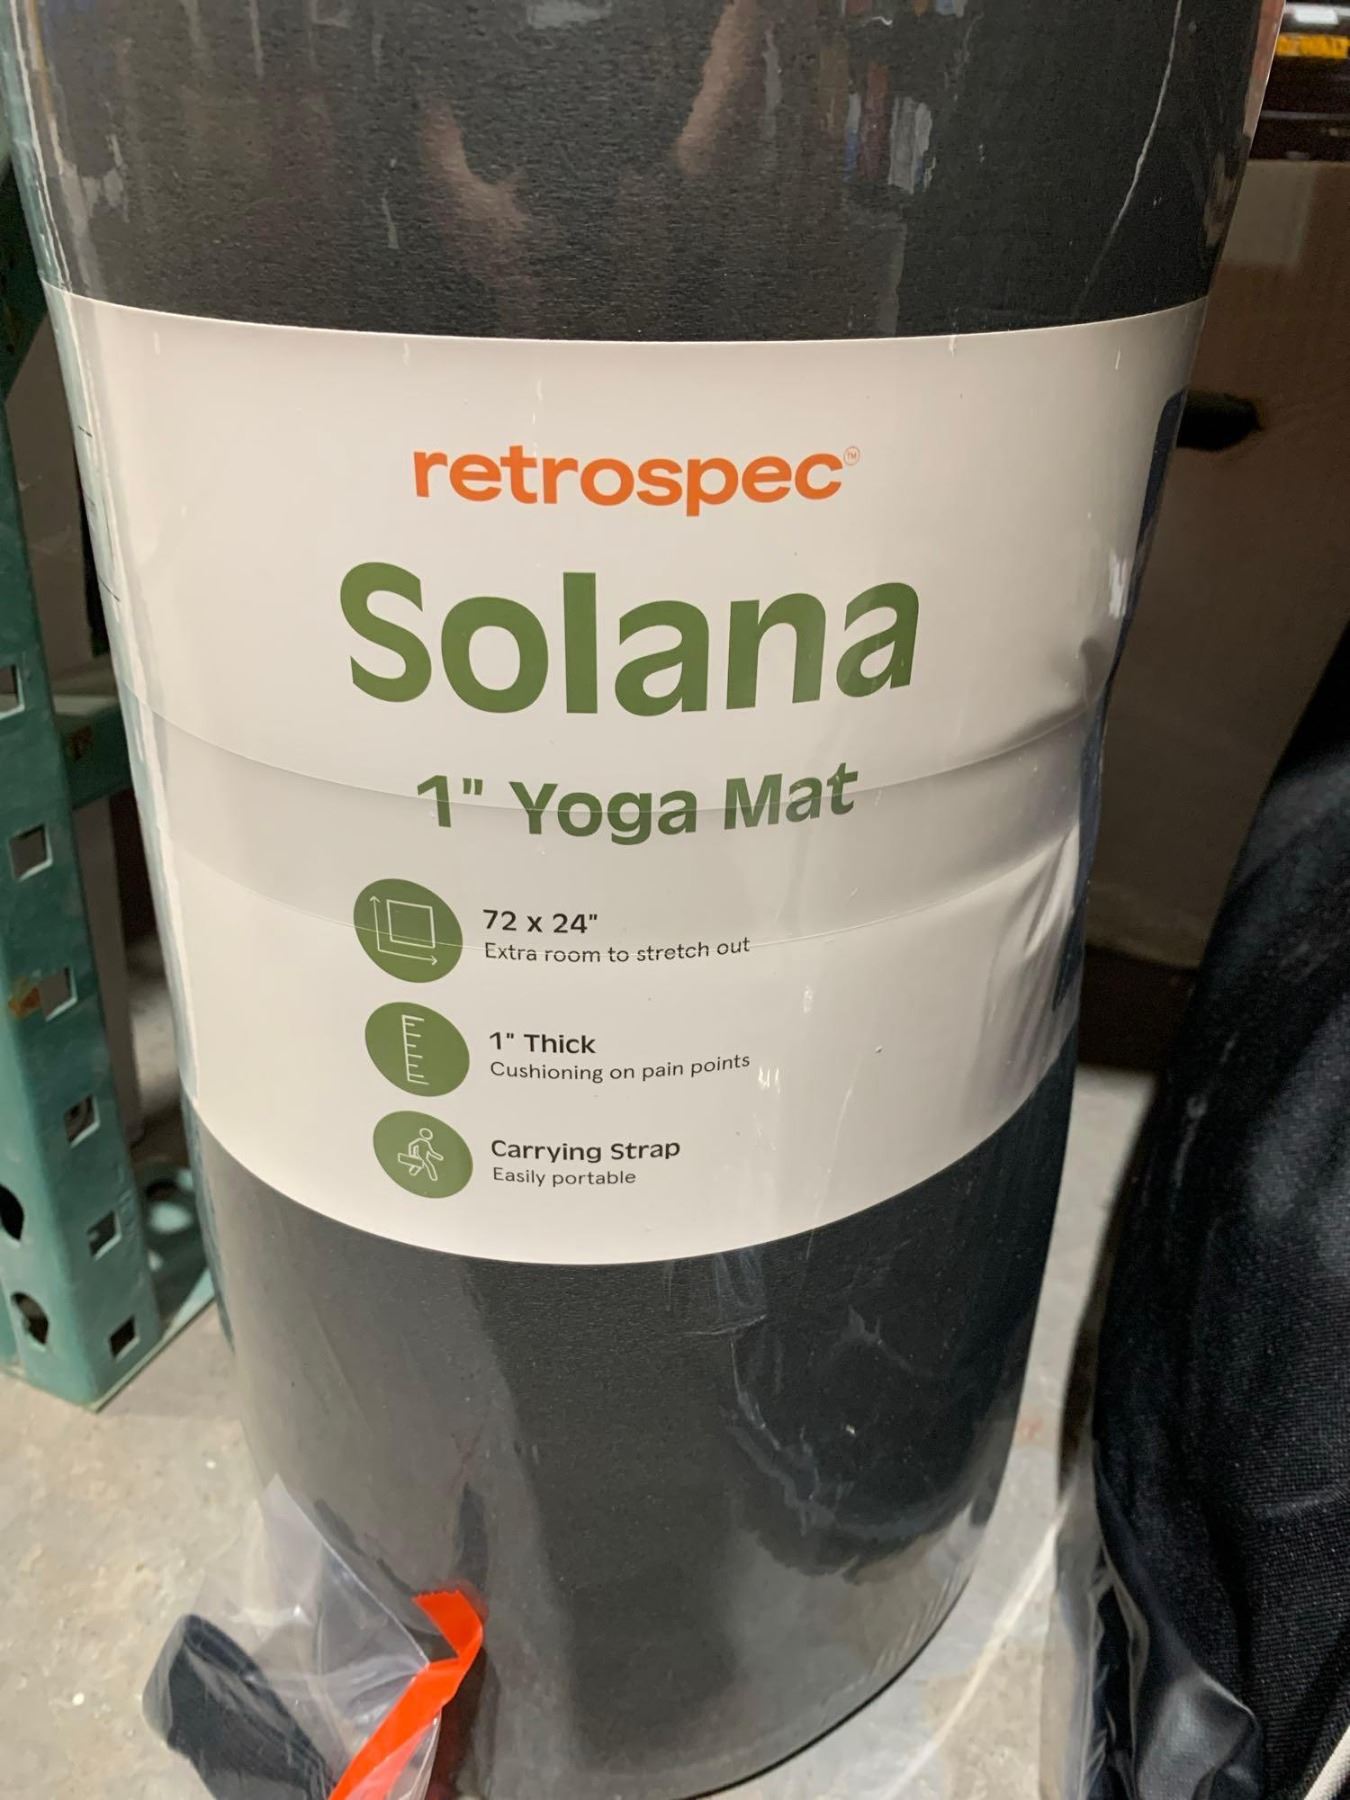 retrospec™
Solana
1" Yoga Mat
72 x 24"
Extra room to stretch out
1" Thick
Cushioning on pain points
Carrying Strap
Easily portable